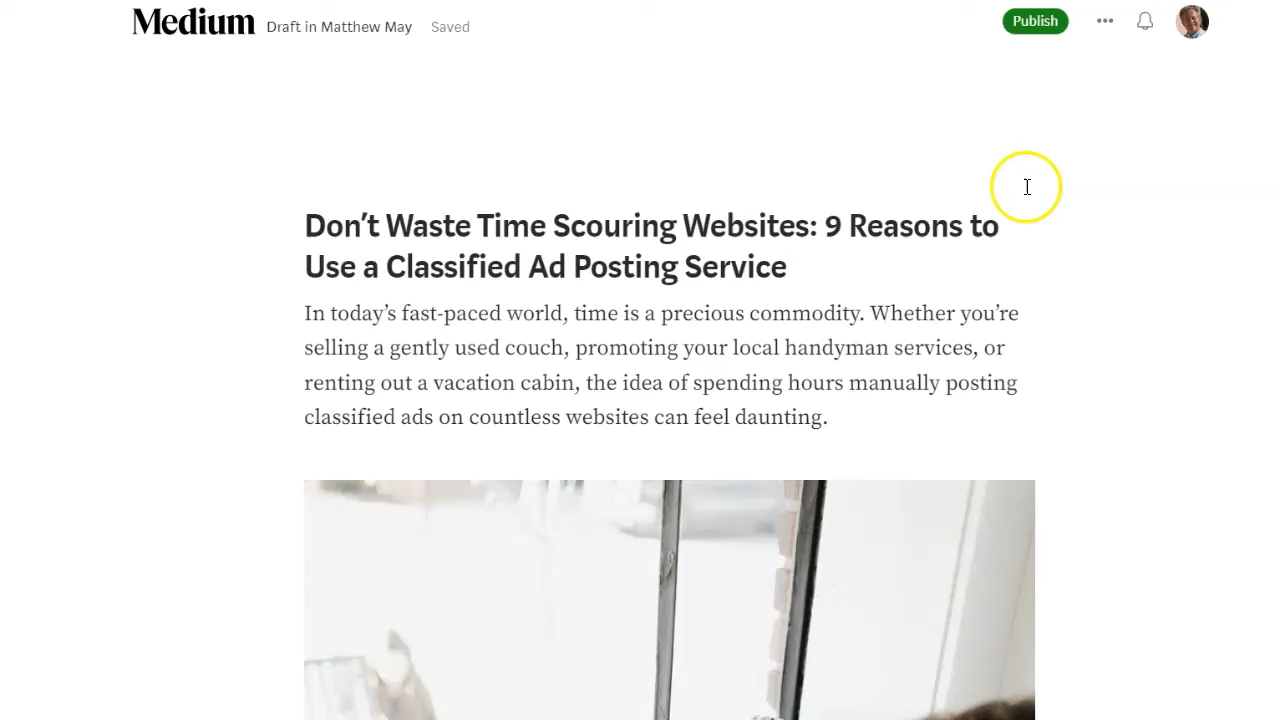 Medium Draft in Matthew May Saved Publish
Don’t Waste Time Scouring Websites: 9 Reasons to
Use a Classified Ad Posting Service
In today’s fast-paced world, time is a precious commodity. Whether you’re
selling a gently used couch, promoting your local handyman services, or
renting out a vacation cabin, the idea of spending hours manually posting
classified ads on countless websites can feel daunting.